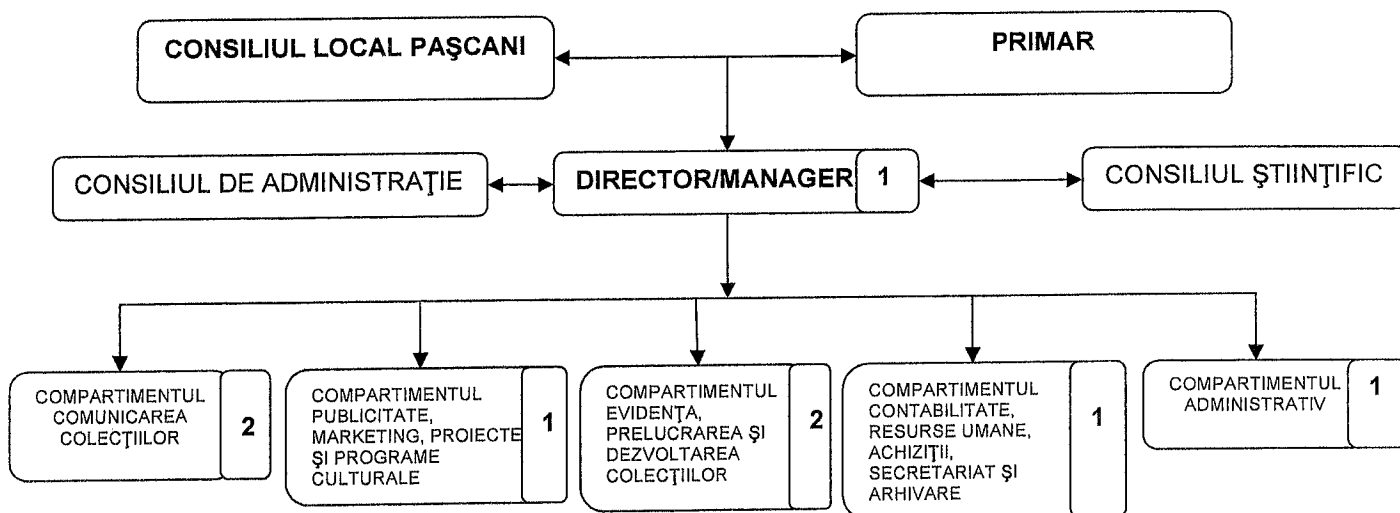 CONSILIUL LOCAL PAŞCANI
PRIMAR
CONSILIUL DE ADMINISTRAŢIE
DIRECTOR/MANAGER 1
CONSILIUL ŞTIINŢIFIC
COMPARTIMENTUL
COMUNICAREA
COLECŢIILOR
2
COMPARTIMENTUL
PUBLICITATE,
MARKETING, PROIECTE
ŞI PROGRAME
CULTURALE
1
COMPARTIMENTUL
EVIDENŢA,
PRELUCRAREA ŞI
DEZVOLTAREA
COLECŢIILOR
2
COMPARTIMENTUL
CONTABILITATE,
RESURSE UMANE,
ACHIZIŢII,
SECRETARIAT ŞI
ARHIVARE
1
COMPARTIMENTUL
ADMINISTRATIV
1